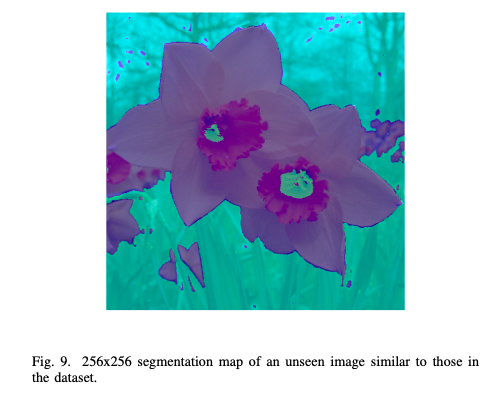 Fig. 9. 256x256 segmentation map of an unseen image similar to those in
the dataset.